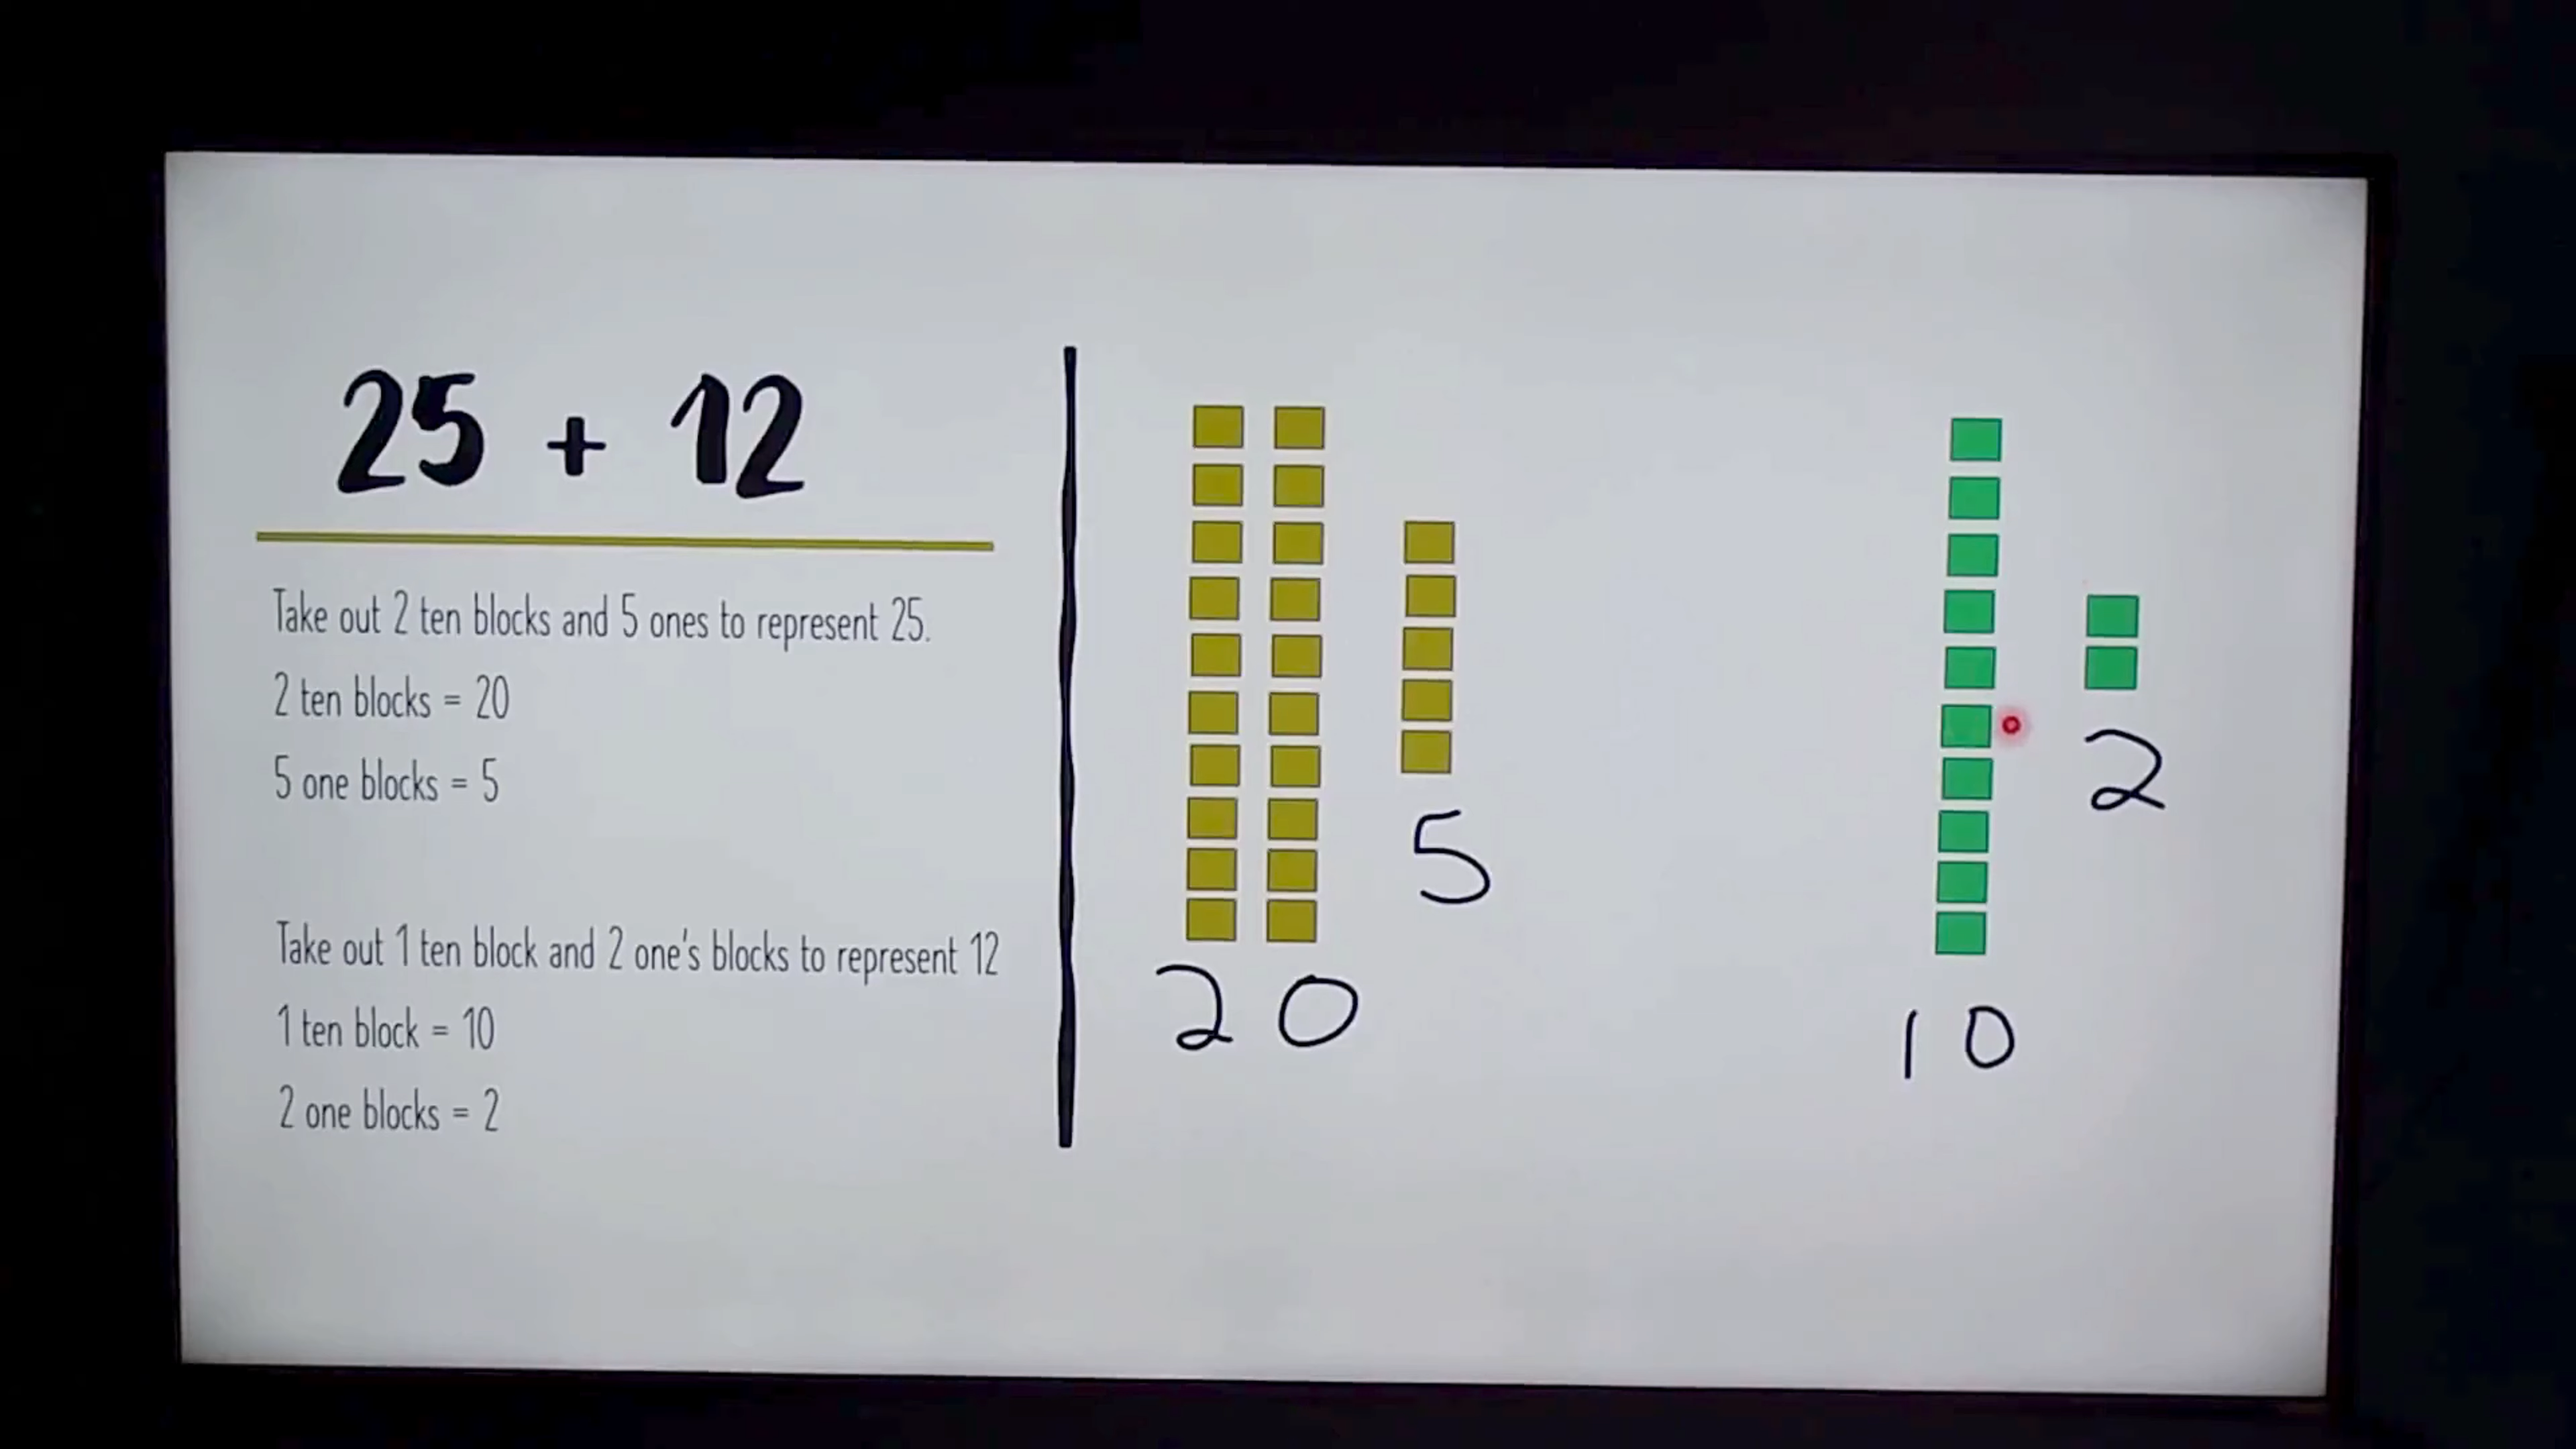 25 + 12
Take out 2 ten blocks and 5 ones to represent 25.
2 ten blocks = 20
5 one blocks = 5
Take out 1 ten block and 2 one's blocks to represent 12
1 ten block = 10
2 one blocks = 2
5
20
2
10